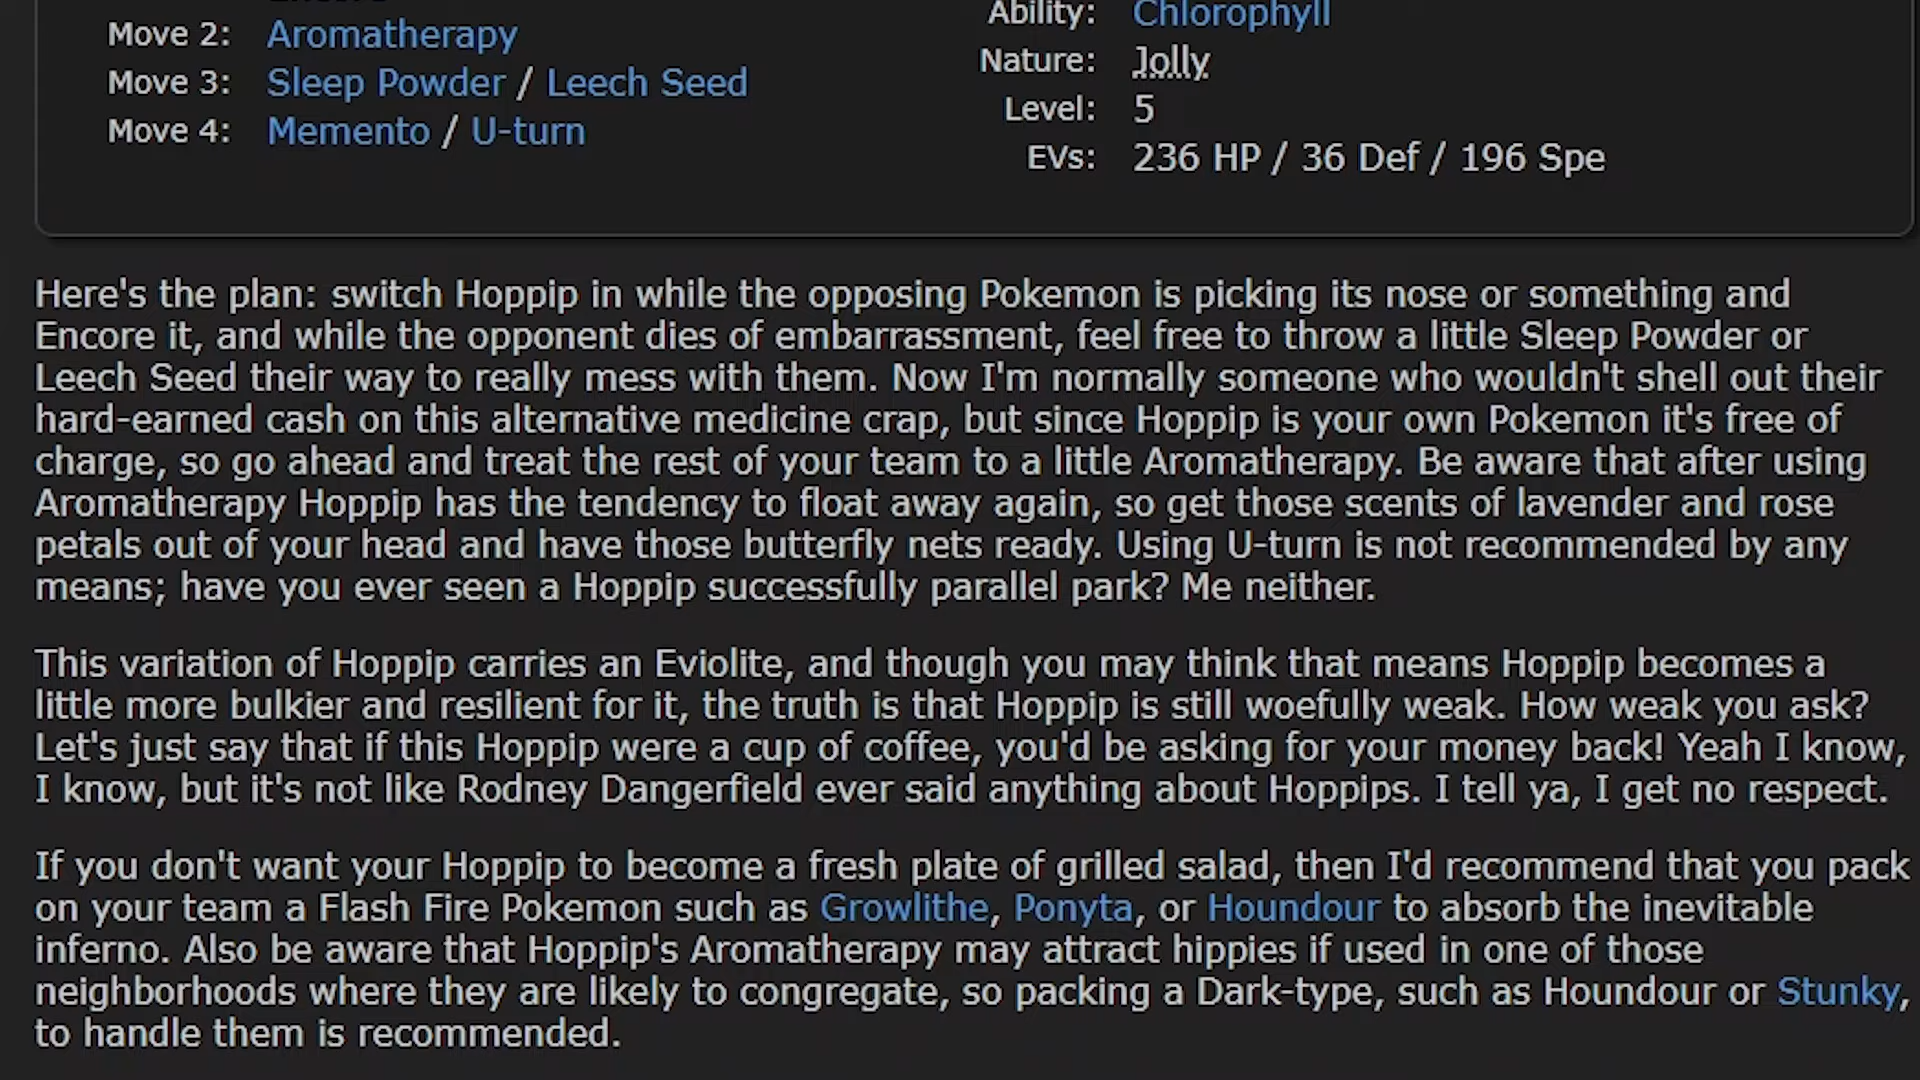 Ability: Chlorophyll
Move 2: Aromatherapy
Nature: Jolly
Move 3: Sleep Powder / Leech Seed
Level: 5
Move 4: Memento / U-turn
EVs: 236 HP / 36 Def / 196 Spe
Here's the plan: switch Hoppip in while the opposing Pokemon is picking its nose or something and
Encore it, and while the opponent dies of embarrassment, feel free to throw a little Sleep Powder or
Leech Seed their way to really mess with them. Now I'm normally someone who wouldn't shell out their
hard-earned cash on this alternative medicine crap, but since Hoppip is your own Pokemon it's free of
charge, so go ahead and treat the rest of your team to a little Aromatherapy. Be aware that after using
Aromatherapy Hoppip has the tendency to float away again, so get those scents of lavender and rose
petals out of your head and have those butterfly nets ready. Using U-turn is not recommended by any
means; have you ever seen a Hoppip successfully parallel park? Me neither.
This variation of Hoppip carries an Eviolite, and though you may think that means Hoppip becomes a
little more bulkier and resilient for it, the truth is that Hoppip is still woefully weak. How weak you ask?
Let's just say that if this Hoppip were a cup of coffee, you'd be asking for your money back! Yeah I know,
I know, but it's not like Rodney Dangerfield ever said anything about Hoppips. I tell ya, I get no respect.
If you don't want your Hoppip to become a fresh plate of grilled salad, then I'd recommend that you pack
on your team a Flash Fire Pokemon such as Growlithe, Ponyta, or Houndour to absorb the inevitable
inferno. Also be aware that Hoppip's Aromatherapy may attract hippies if used in one of those
neighborhoods where they are likely to congregate, so packing a Dark-type, such as Houndour or Stunky,
to handle them is recommended.